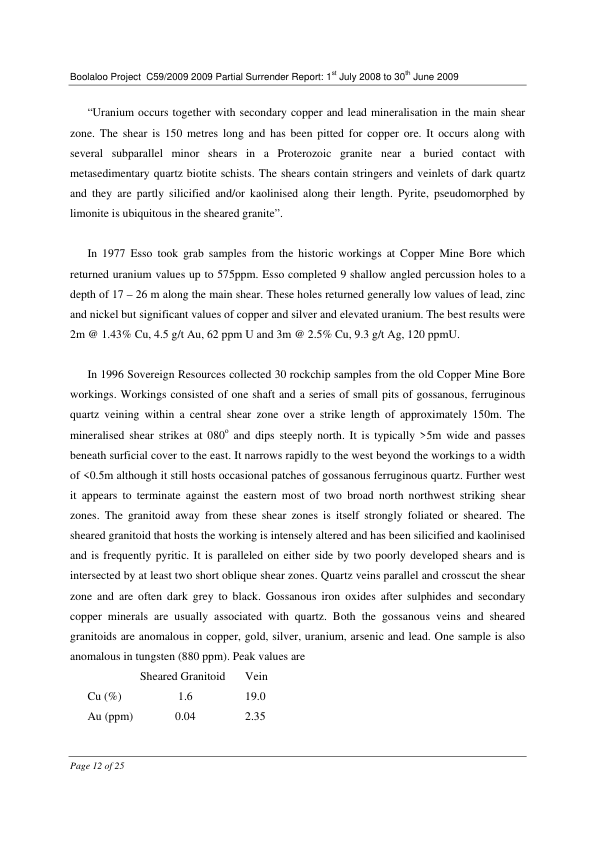 Boolaloo Project  C59/2009 2009 Partial Surrender Report: 1st July 2008 to 30th June 2009
“Uranium occurs together with secondary copper and lead mineralisation in the main shear
zone. The shear is 150 metres long and has been pitted for copper ore. It occurs along with
several subparallel minor shears in a Proterozoic granite near a buried contact with
metasedimentary quartz biotite schists. The shears contain stringers and veinlets of dark quartz
and they are partly silicified and/or kaolinised along their length. Pyrite, pseudomorphed by
limonite is ubiquitous in the sheared granite”.
In 1977 Esso took grab samples from the historic workings at Copper Mine Bore which
returned uranium values up to 575ppm. Esso completed 9 shallow angled percussion holes to a
depth of 17 – 26 m along the main shear. These holes returned generally low values of lead, zinc
and nickel but significant values of copper and silver and elevated uranium. The best results were
2m @ 1.43% Cu, 4.5 g/t Au, 62 ppm U and 3m @ 2.5% Cu, 9.3 g/t Ag, 120 ppmU.
In 1996 Sovereign Resources collected 30 rockchip samples from the old Copper Mine Bore
workings. Workings consisted of one shaft and a series of small pits of gossanous, ferruginous
quartz veining within a central shear zone over a strike length of approximately 150m. The
mineralised shear strikes at 080o and dips steeply north. It is typically >5m wide and passes
beneath surficial cover to the east. It narrows rapidly to the west beyond the workings to a width
of <0.5m although it still hosts occasional patches of gossanous ferruginous quartz. Further west
it appears to terminate against the eastern most of two broad north northwest striking shear
zones. The granitoid away from these shear zones is itself strongly foliated or sheared. The
sheared granitoid that hosts the working is intensely altered and has been silicified and kaolinised
and is frequently pyritic. It is paralleled on either side by two poorly developed shears and is
intersected by at least two short oblique shear zones. Quartz veins parallel and crosscut the shear
zone and are often dark grey to black. Gossanous iron oxides after sulphides and secondary
copper minerals are usually associated with quartz. Both the gossanous veins and sheared
granitoids are anomalous in copper, gold, silver, uranium, arsenic and lead. One sample is also
anomalous in tungsten (880 ppm). Peak values are
Sheared Granitoid Vein
Cu (%) 1.6 19.0
Au (ppm) 0.04 2.35
Page 12 of 25